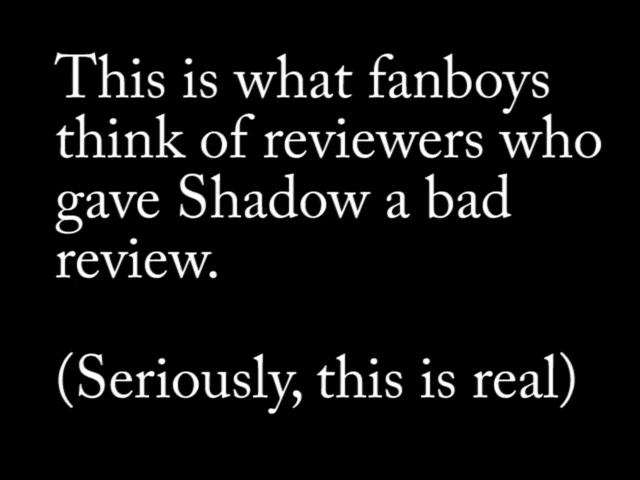 This is what fanboys
think of reviewers who
gave Shadow a bad
review.
(Seriously, this is real)